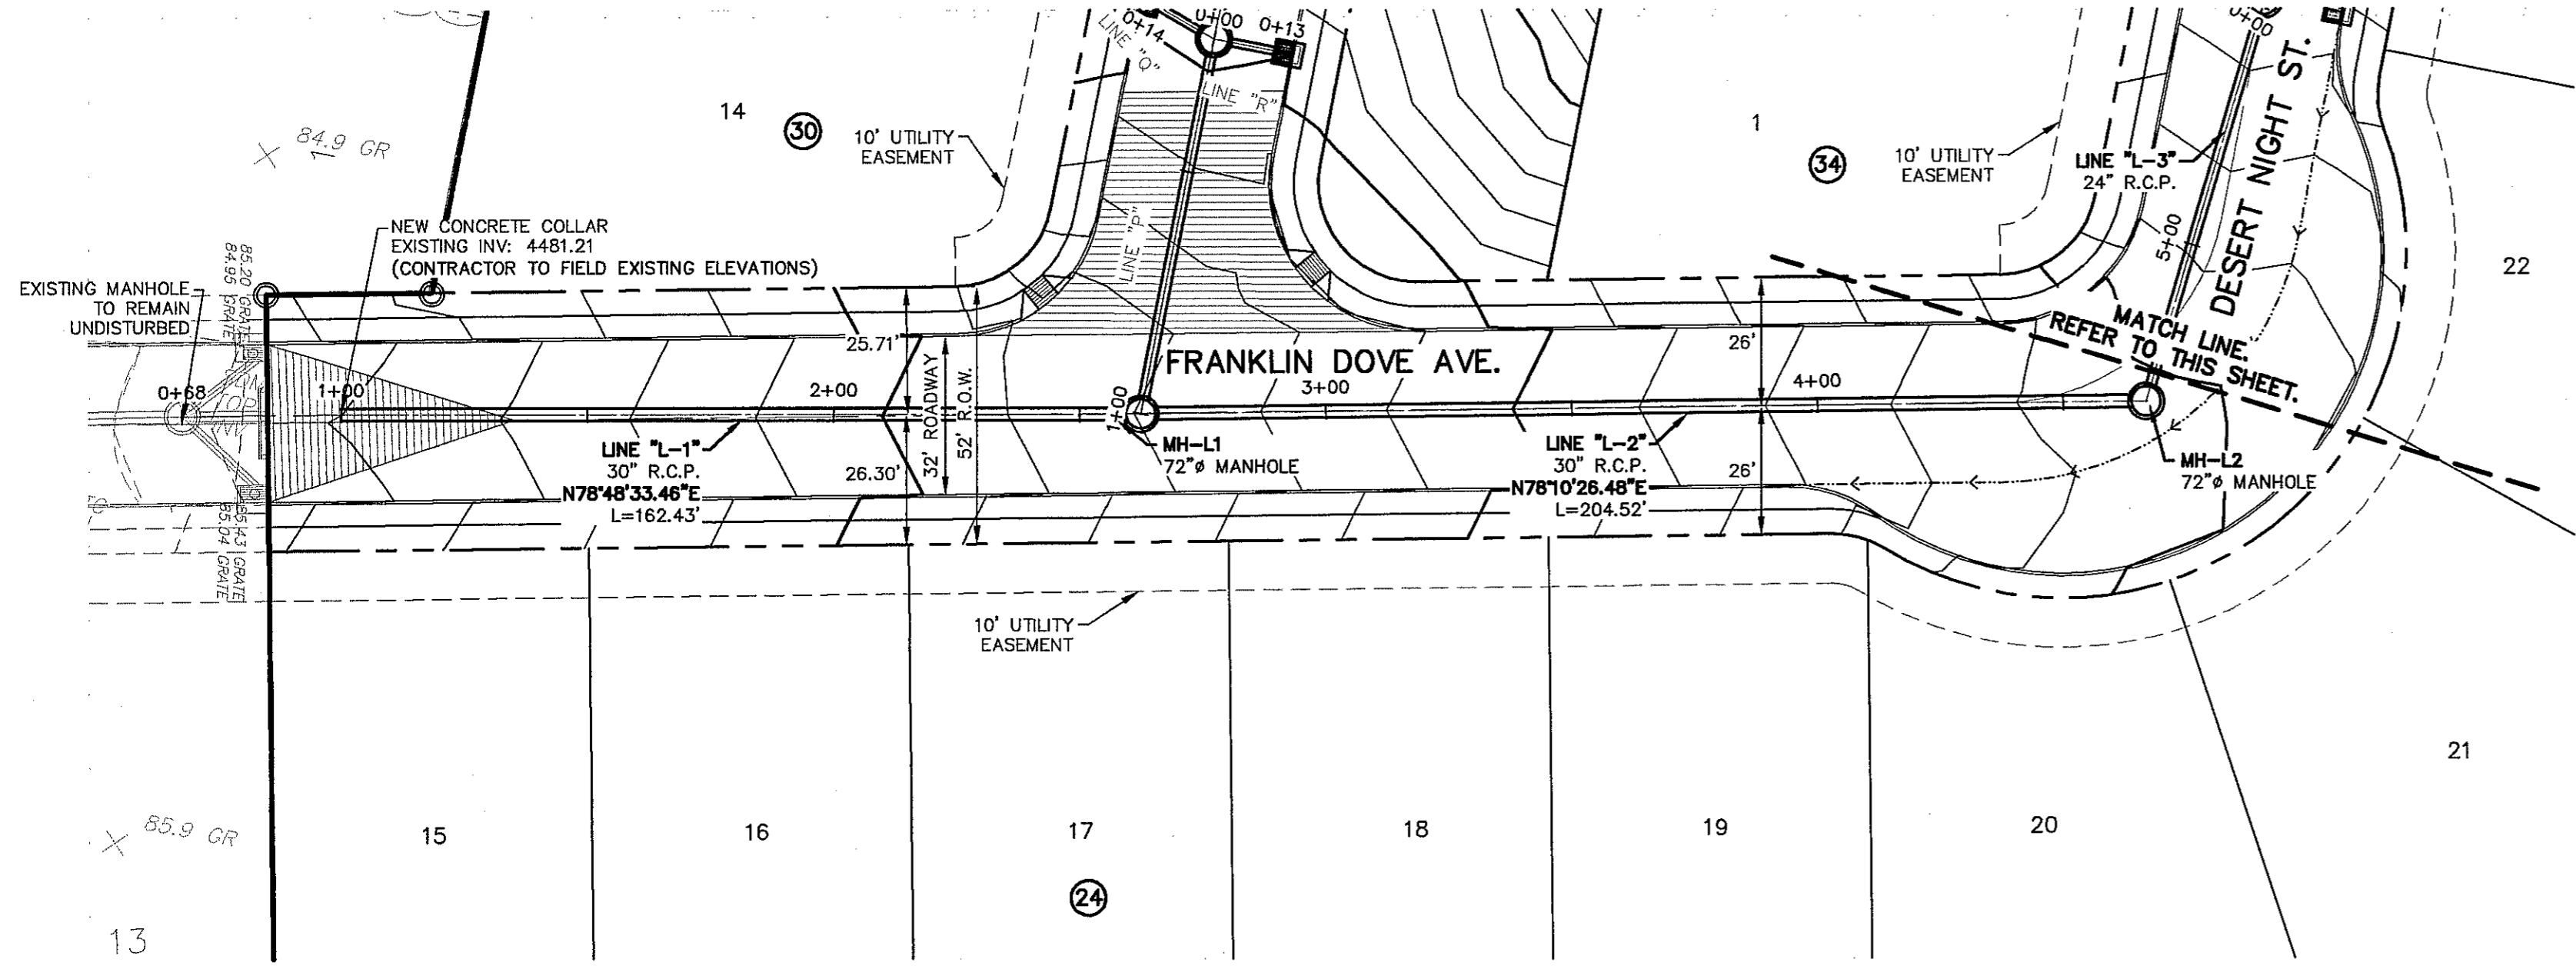 0+14
0+00
0+13
LINE "Q"
LINE "R"
LINE "P"
0+00
14
30
84.9 GR
10' UTILITY
EASEMENT
1
34
10' UTILITY
EASEMENT
LINE "L-3"
24" R.C.P.
DESERT NIGHT ST.
5+00
22
NEW CONCRETE COLLAR
EXISTING INV: 4481.21
(CONTRACTOR TO FIELD EXISTING ELEVATIONS)
EXISTING MANHOLE
TO REMAIN
UNDISTURBED
85.20 GRATE
84.95 GRATE
MATCH LINE.
REFER TO THIS SHEET.
25.71'
26'
FRANKLIN DOVE AVE.
32' ROADWAY
52' R.O.W.
0+68
1+00
2+00
1+00
3+00
4+00
LINE "L-1"
30" R.C.P.
N78°48'33.46"E
L=162.43'
26.30'
MH-L1
72"ø MANHOLE
LINE "L-2"
30" R.C.P.
N78°10'26.48"E
L=204.52'
26'
MH-L2
72"ø MANHOLE
85.43 GRATE
85.04 GRATE
10' UTILITY
EASEMENT
21
85.9 GR
15
16
17
18
19
20
24
13